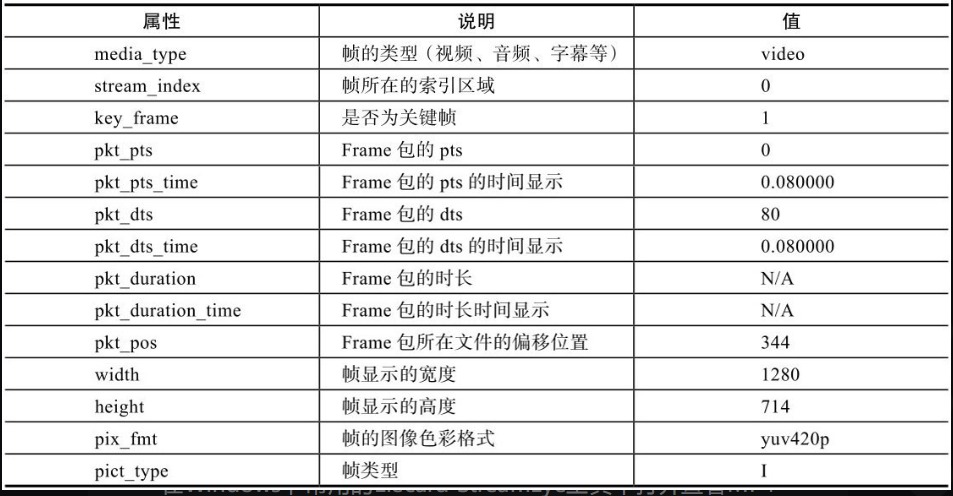 属性 说明 值
media_type 帧的类型（视频、音频、字幕等） video
stream_index 帧所在的索引区域 0
key_frame 是否为关键帧 1
pkt_pts Frame 包的 pts 0
pkt_pts_time Frame 包的 pts 的时间显示 0.080000
pkt_dts Frame 包的 dts 80
pkt_dts_time Frame 包的 dts 的时间显示 0.080000
pkt_duration Frame 包的时长 N/A
pkt_duration_time Frame 包的时长时间显示 N/A
pkt_pos Frame 包所在文件的偏移位置 344
width 帧显示的宽度 1280
height 帧显示的高度 714
pix_fmt 帧的图像色彩格式 yuv420p
pict_type 帧类型 I